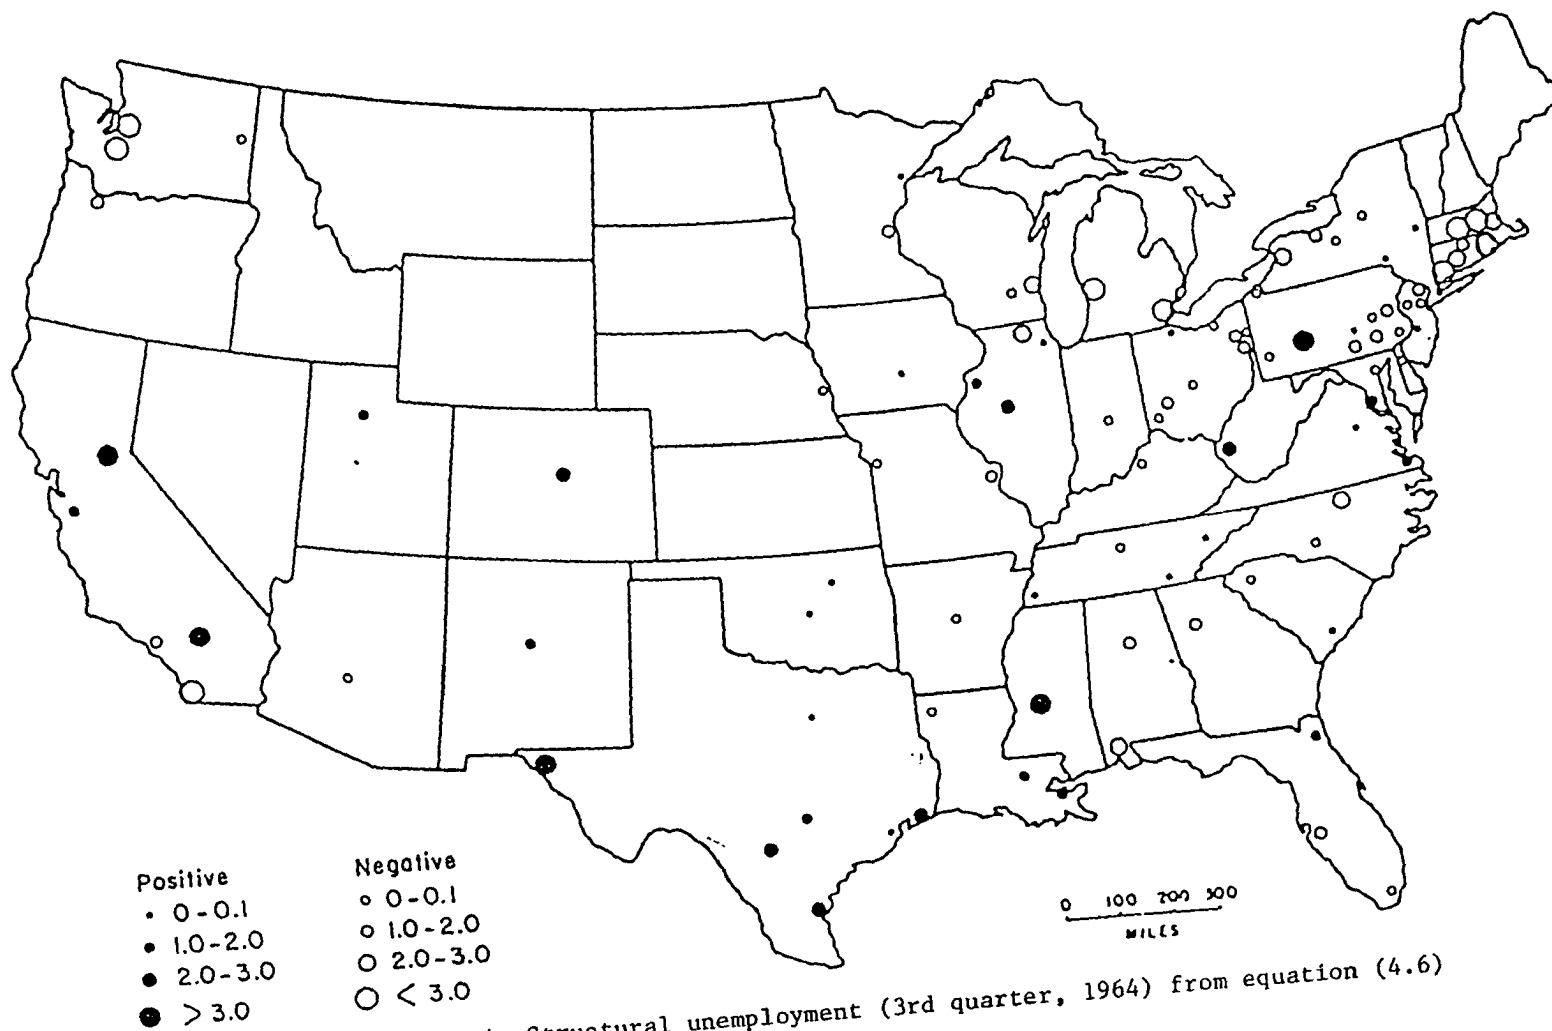 Positive
• 0-0.1
• 1.0-2.0
• 2.0-3.0
• > 3.0
Negative
○ 0-0.1
○ 1.0-2.0
○ 2.0-3.0
○ < 3.0
0 100 200 300
MILES
Structural unemployment (3rd quarter, 1964) from equation (4.6)